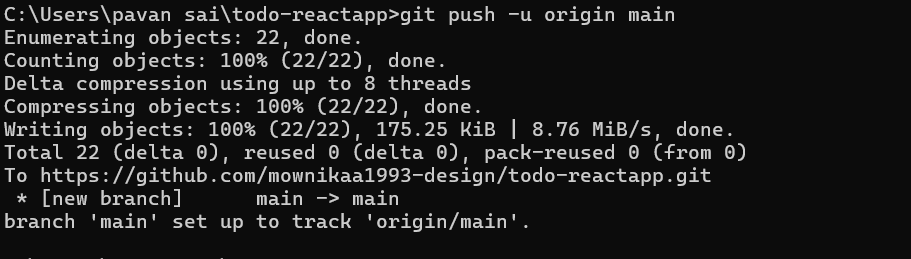 C:\Users\pavan sai\todo-reactapp>git push -u origin main
Enumerating objects: 22, done.
Counting objects: 100% (22/22), done.
Delta compression using up to 8 threads
Compressing objects: 100% (22/22), done.
Writing objects: 100% (22/22), 175.25 KiB | 8.76 MiB/s, done.
Total 22 (delta 0), reused 0 (delta 0), pack-reused 0 (from 0)
To https://github.com/mownikaa1993-design/todo-reactapp.git
 * [new branch]      main -> main
branch 'main' set up to track 'origin/main'.